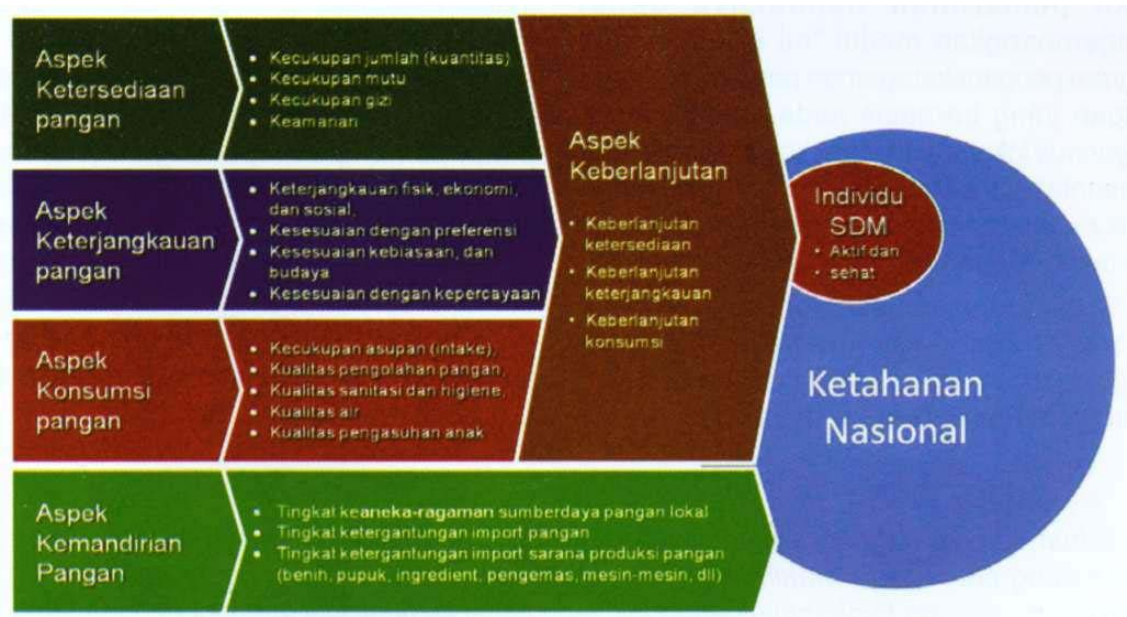 Aspek
Ketersediaan
pangan
• Kecukupan jumlah (kuantitas)
• Kecukupan mutu
• Kecukupan gizi
• Keamanan
Aspek
Keterjangkauan
pangan
• Keterjangkauan fisik, ekonomi,
dan sosial,
• Kesesuaian dengan preferensi
• Kesesuaian kebiasaan, dan
budaya
• Kesesuaian dengan kepercayaan
Aspek
Konsumsi
pangan
• Kecukupan asupan (intake),
• Kualitas pengolahan pangan,
• Kualitas sanitasi dan higiene,
• Kualitas air
• Kualitas pengasuhan anak
Aspek
Keberlanjutan
• Keberlanjutan
ketersediaan
• Keberlanjutan
keterjangkauan
• Keberlanjutan
konsumsi
Individu
SDM
• Aktif dan
• sehat
Ketahanan
Nasional
Aspek
Kemandirian
Pangan
• Tingkat keaneka-ragaman sumberdaya pangan lokal
• Tingkat ketergantungan import pangan
• Tingkat ketergantungan import sarana produksi pangan
(benih, pupuk, ingredient, pengemas, mesin-mesin, dll)